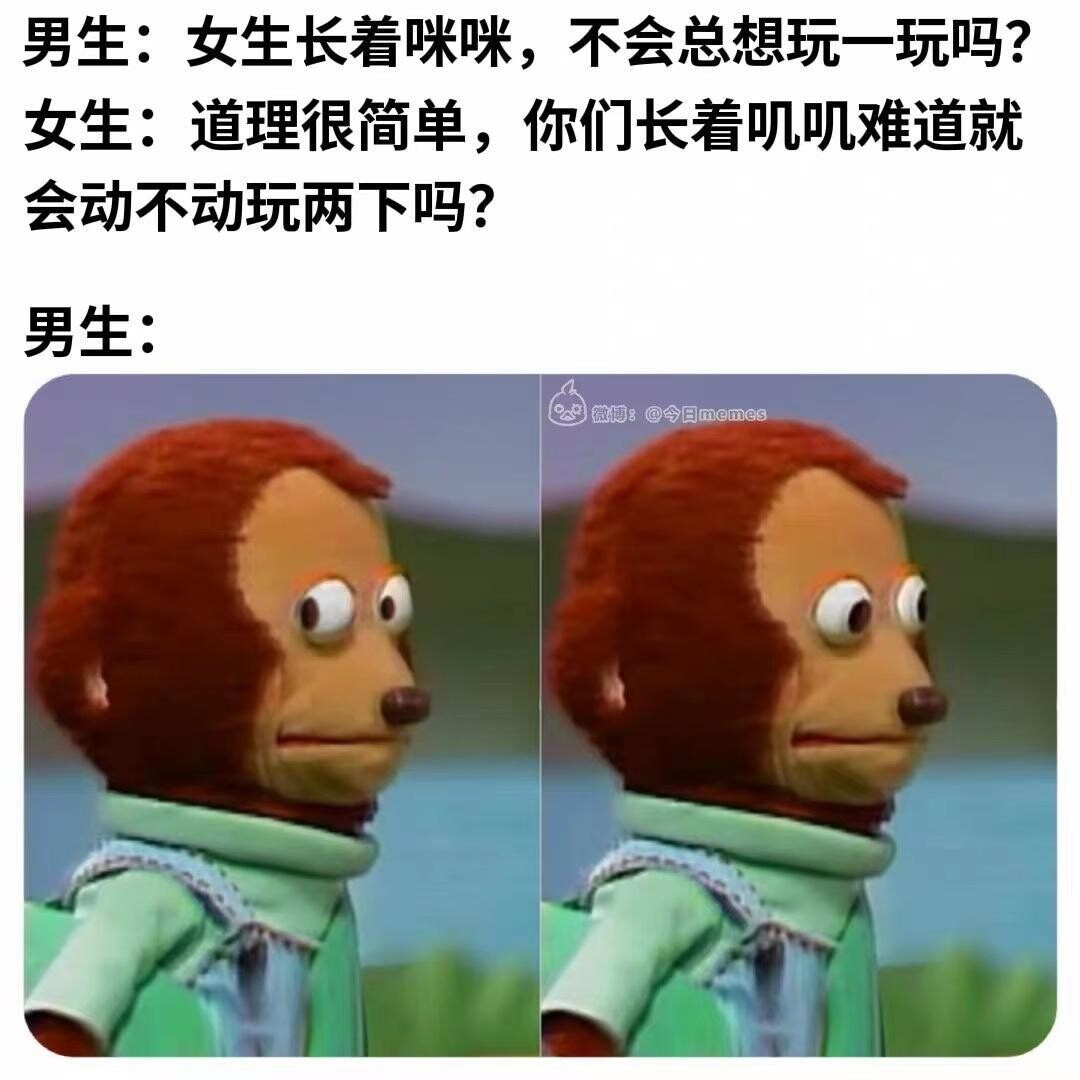 男生：女生长着咪咪，不会总想玩一玩吗？
女生：道理很简单，你们长着叽叽难道就
会动不动玩两下吗？
男生：
微博：@今日memes